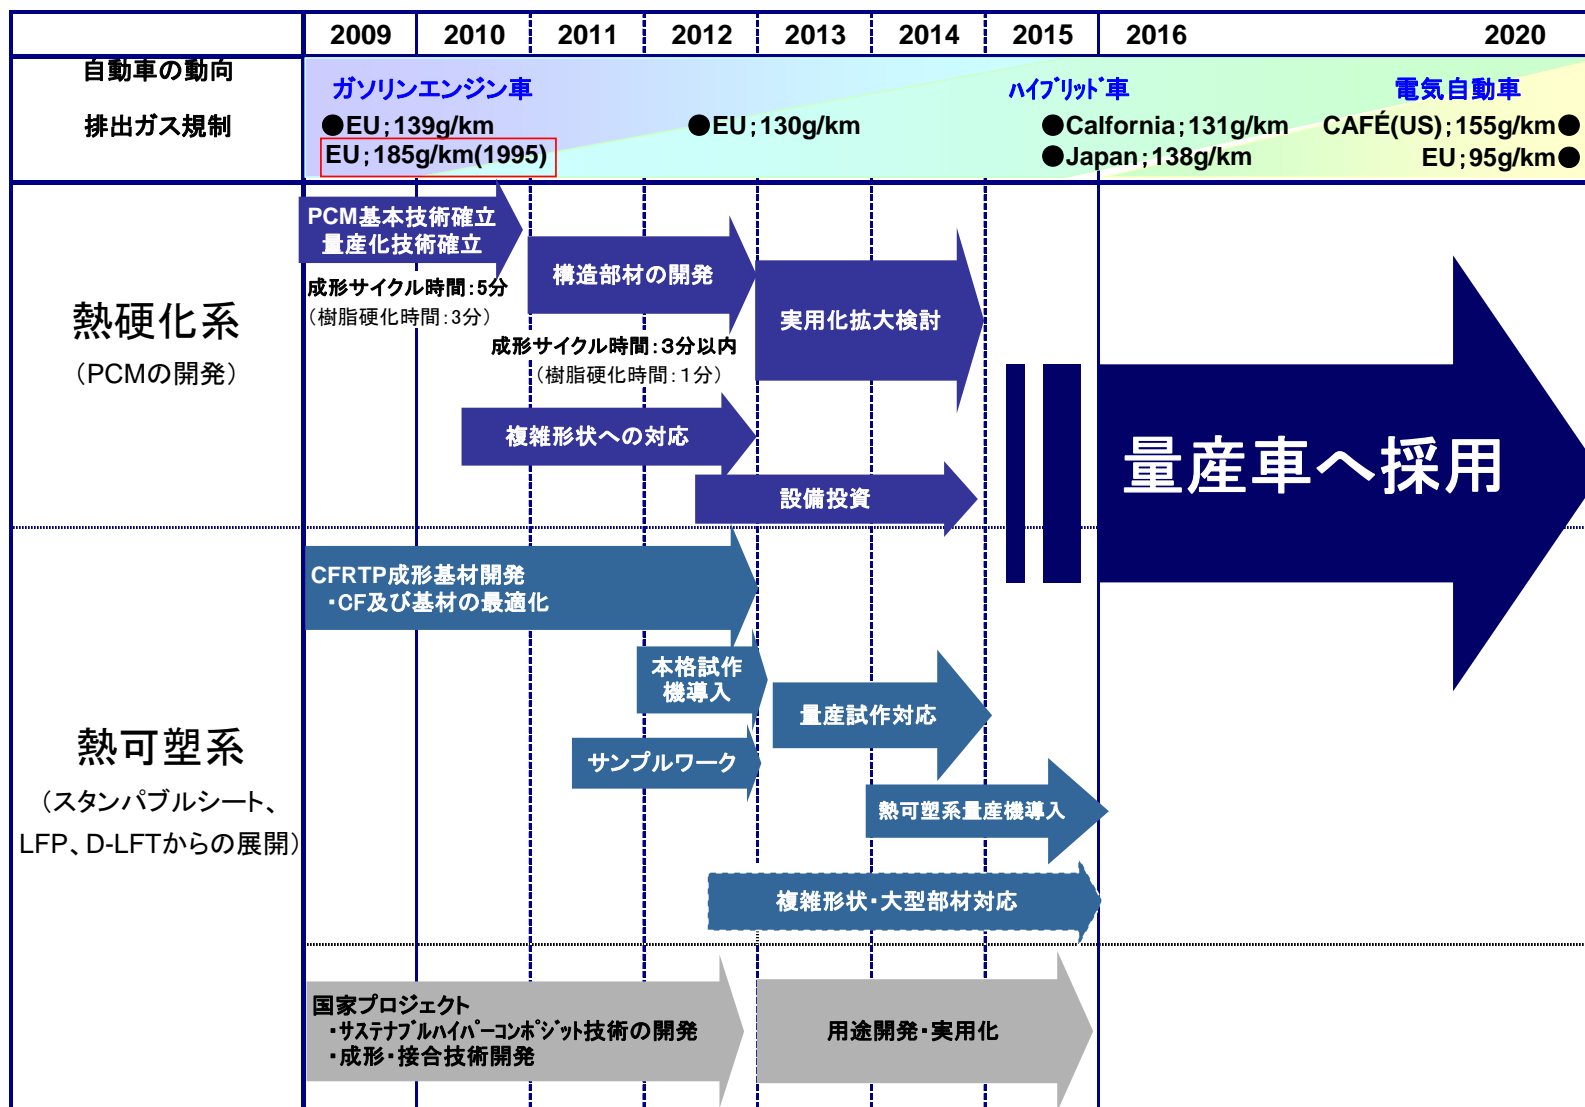 2009 2010 2011 2012 2013 2014 2015 2016 2020
自動車の動向
ガソリンエンジン車 ハイブリッド車 電気自動車
排出ガス規制
●EU；139g/km ●EU；130g/km ●Calfornia；131g/km CAFÉ(US)；155g/km●
EU；185g/km(1995) ●Japan；138g/km EU；95g/km●
熱硬化系
（PCMの開発）
PCM基本技術確立
量産化技術確立
成形サイクル時間：5分
（樹脂硬化時間：3分）
構造部材の開発
成形サイクル時間：3分以内
（樹脂硬化時間：1分）
実用化拡大検討
複雑形状への対応
設備投資
量産車へ採用
熱可塑系
（スタンパブルシート、
LFP、D-LFTからの展開）
CFRTP成形基材開発
・CF及び基材の最適化
本格試作
機導入
量産試作対応
サンプルワーク
熱可塑系量産機導入
複雑形状・大型部材対応
国家プロジェクト
・サステナブルハイパーコンポジット技術の開発
・成形・接合技術開発
用途開発・実用化